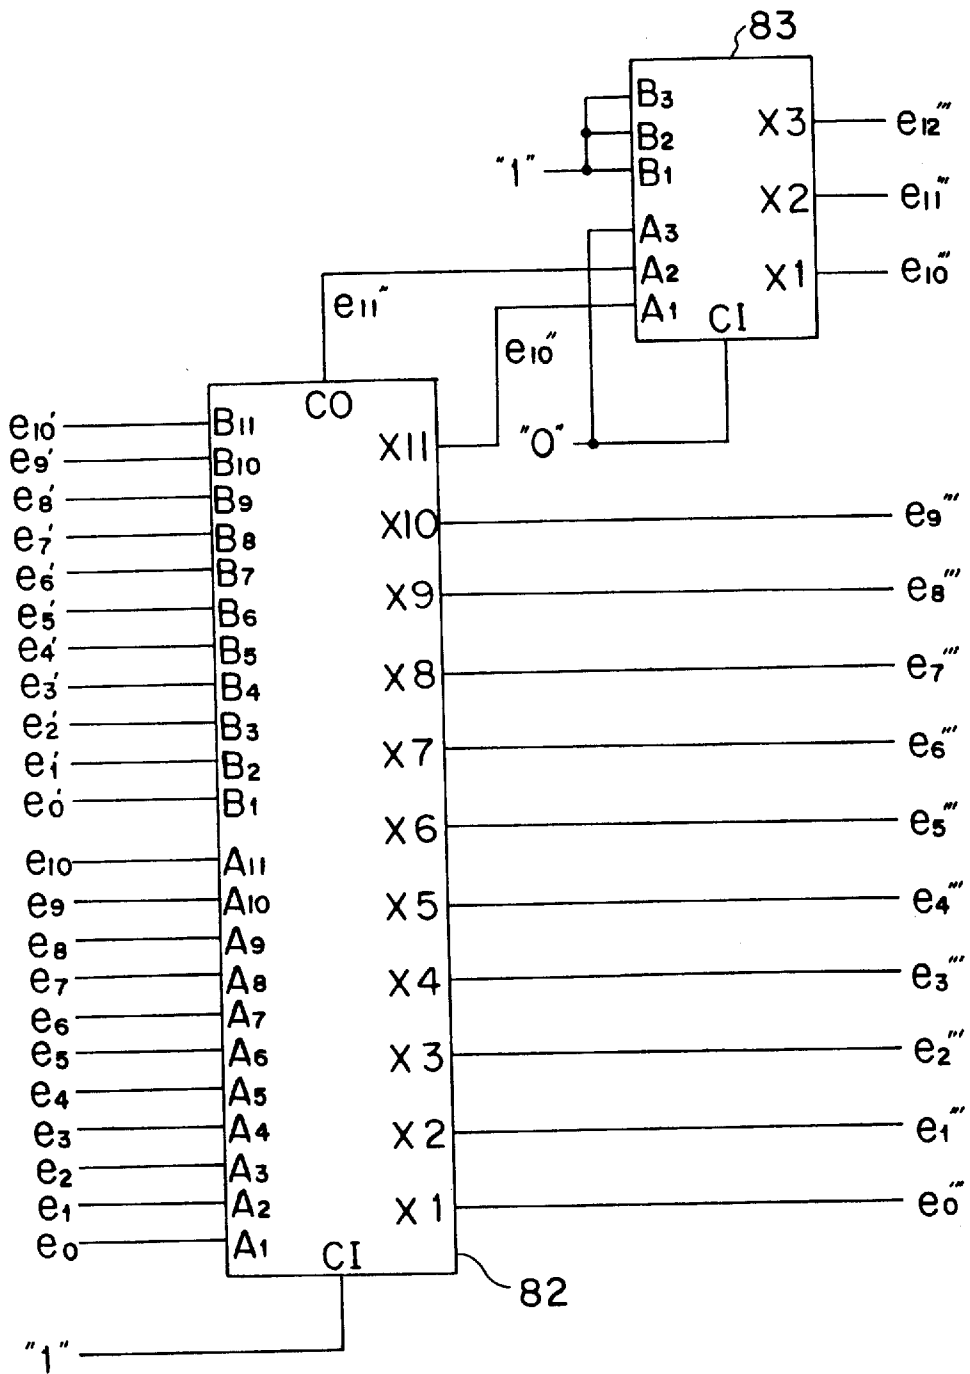 83
B3
X3 e12'''
B2
"1" B1
X2 e11'''
A3
A2
X1 e10'''
e11''
A1
CI
e10''
CO
"0"
e10' B11
X11
e9' B10
e8' B9
X10 e9'''
e7' B8
e6' B7
X9 e8'''
e5' B6
e4' B5
X8 e7'''
e3' B4
e2' B3
X7 e6'''
e1' B2
e0' B1
X6 e5'''
e10 A11
e9 A10
X5 e4'''
e8 A9
e7 A8
X4 e3'''
e6 A7
e5 A6
X3 e2'''
e4 A5
e3 A4
X2 e1'''
e2 A3
e1 A2
X1 e0'''
e0 A1
CI
82
"1"